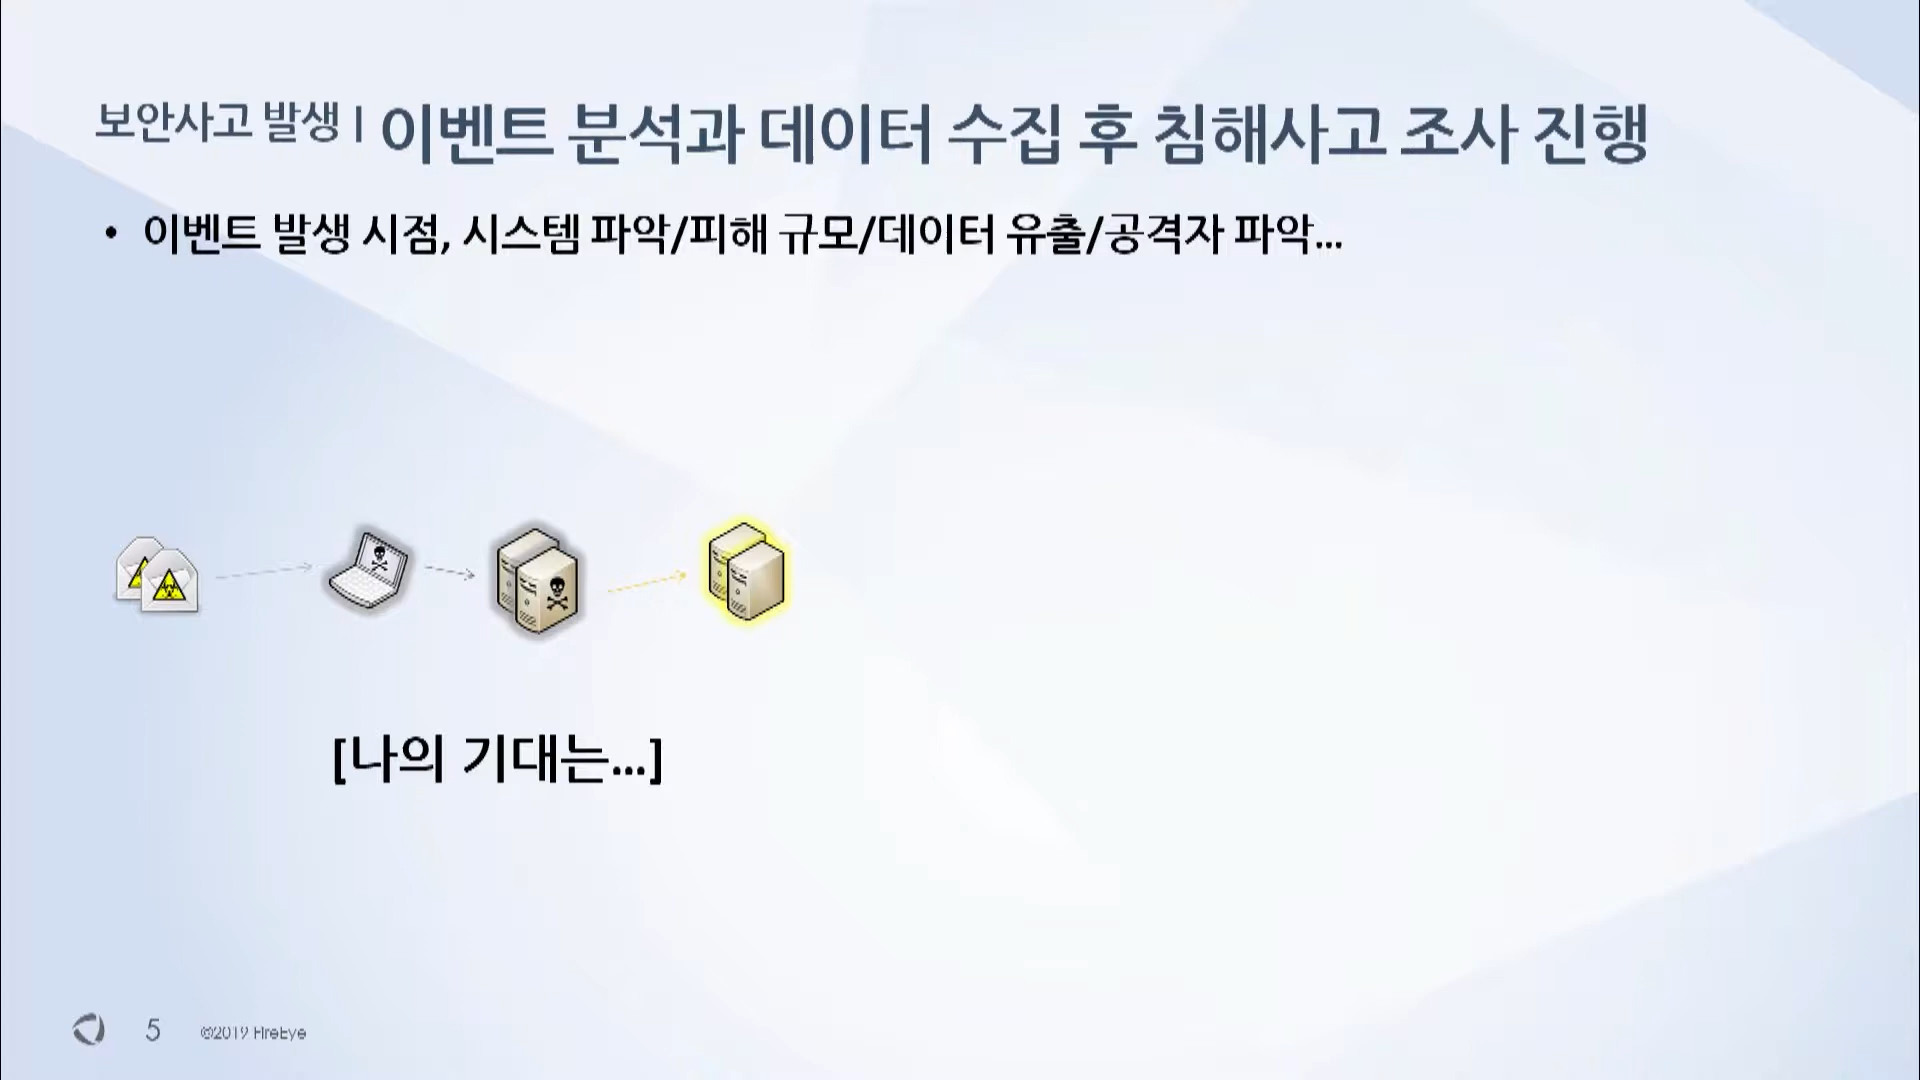 보안사고 발생 | 이벤트 분석과 데이터 수집 후 침해사고 조사 진행
• 이벤트 발생 시점, 시스템 파악/피해 규모/데이터 유출/공격자 파악...
[나의 기대는...]
5 ©2019 FireEye